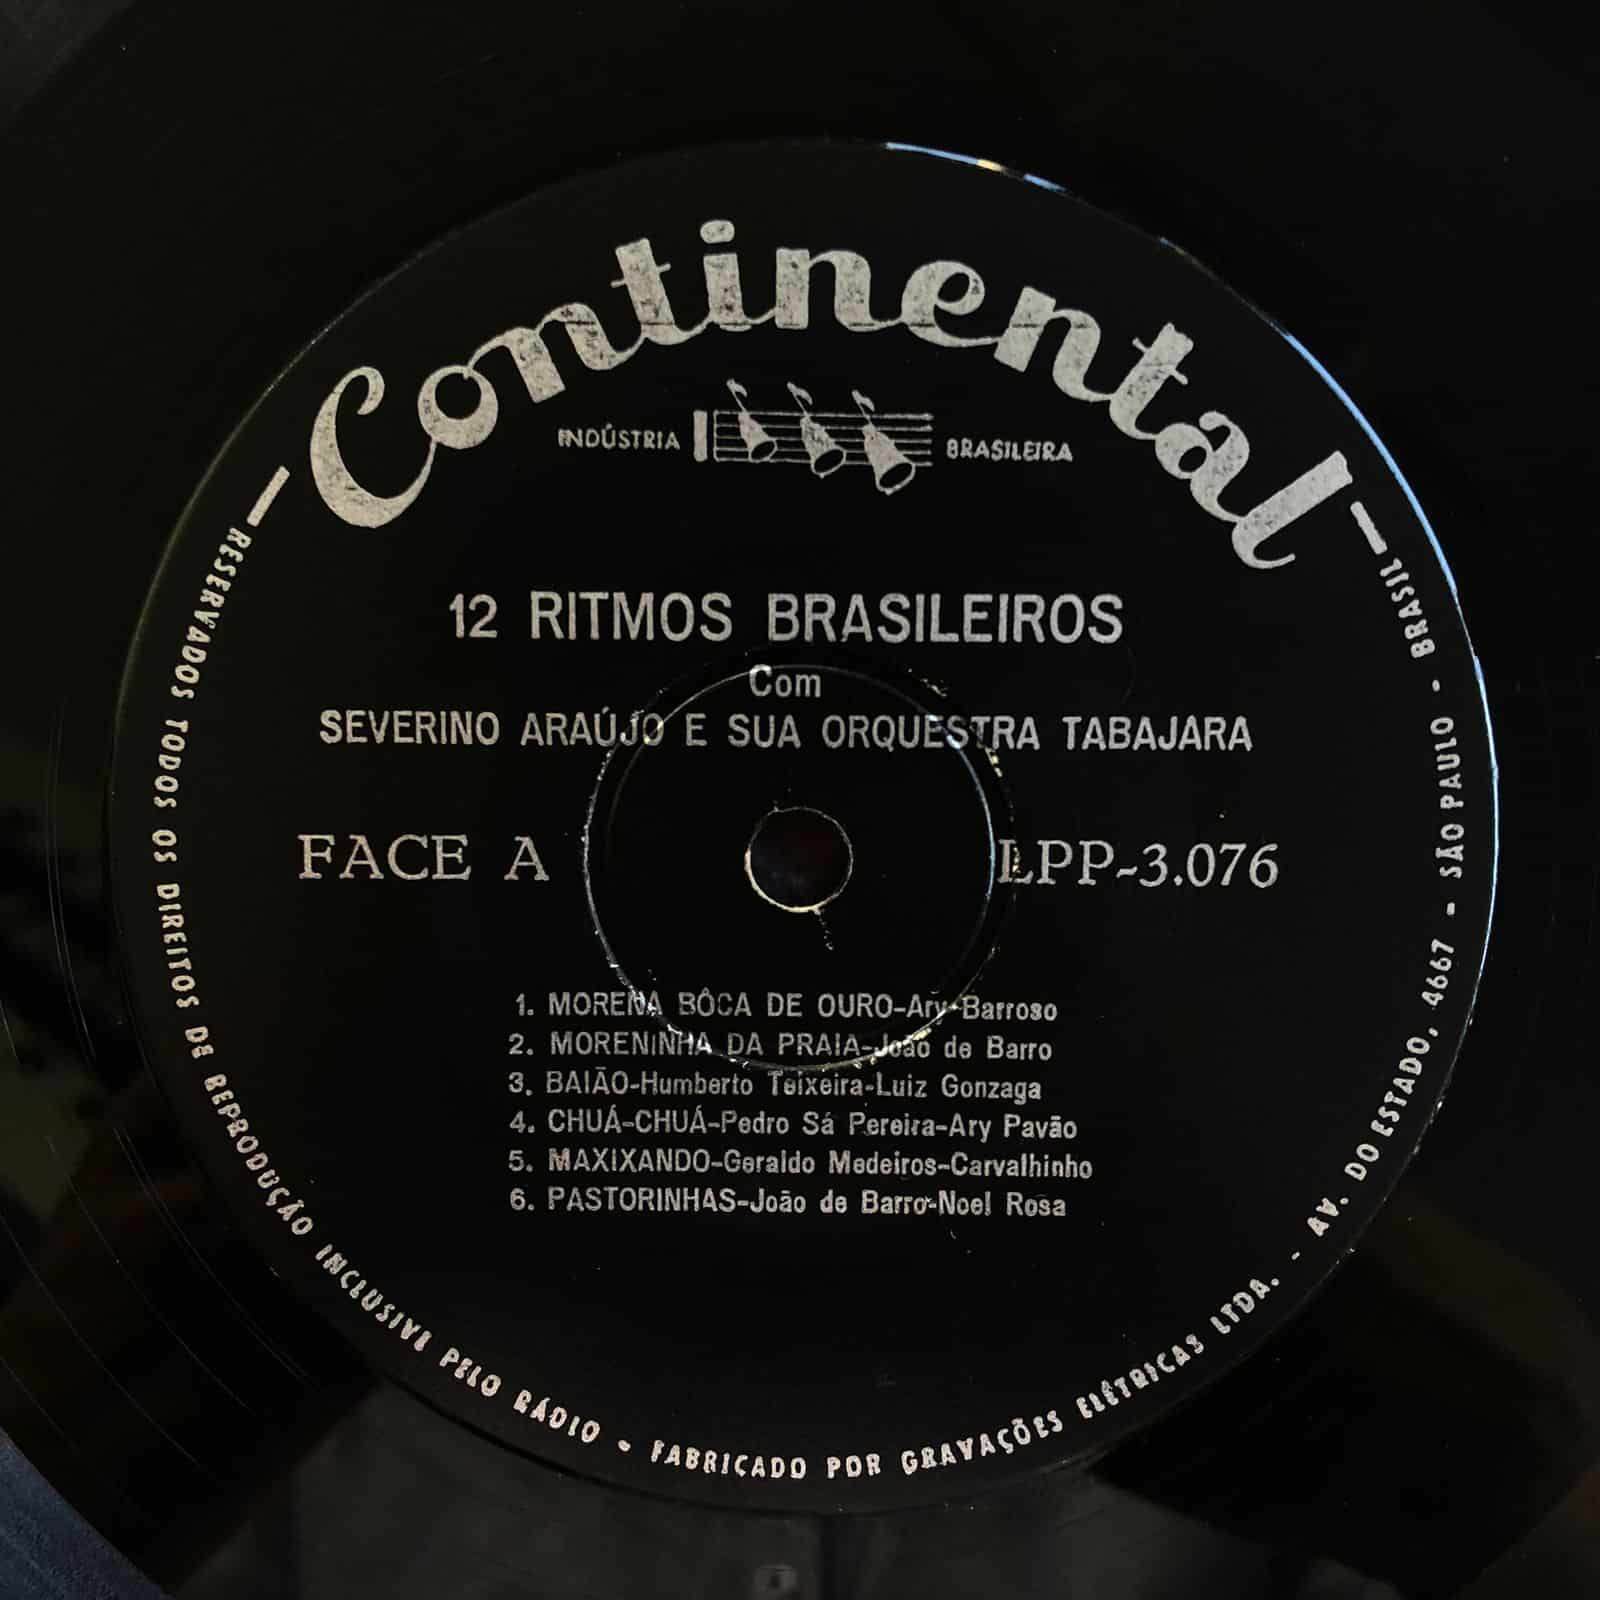 Continental
INDÚSTRIA BRASILEIRA
12 RITMOS BRASILEIROS
Com
SEVERINO ARAÚJO E SUA ORQUESTRA TABAJARA
FACE A LPP-3.076
1. MORENA BÔCA DE OURO-Ary-Barroso
2. MORENINHA DA PRAIA-João de Barro
3. BAIÃO-Humberto Teixeira-Luiz Gonzaga
4. CHUÁ-CHUÁ-Pedro Sá Pereira-Ary Pavão
5. MAXIXANDO-Geraldo Medeiros-Carvalhinho
6. PASTORINHAS-João de Barro-Noel Rosa
RESERVADOS TODOS OS DIREITOS DE REPRODUÇÃO INCLUSIVE PELO RÁDIO - FABRICADO POR GRAVAÇÕES ELÉTRICAS LTDA. - AV. DO ESTADO, 4667 - SÃO PAULO - BRASIL